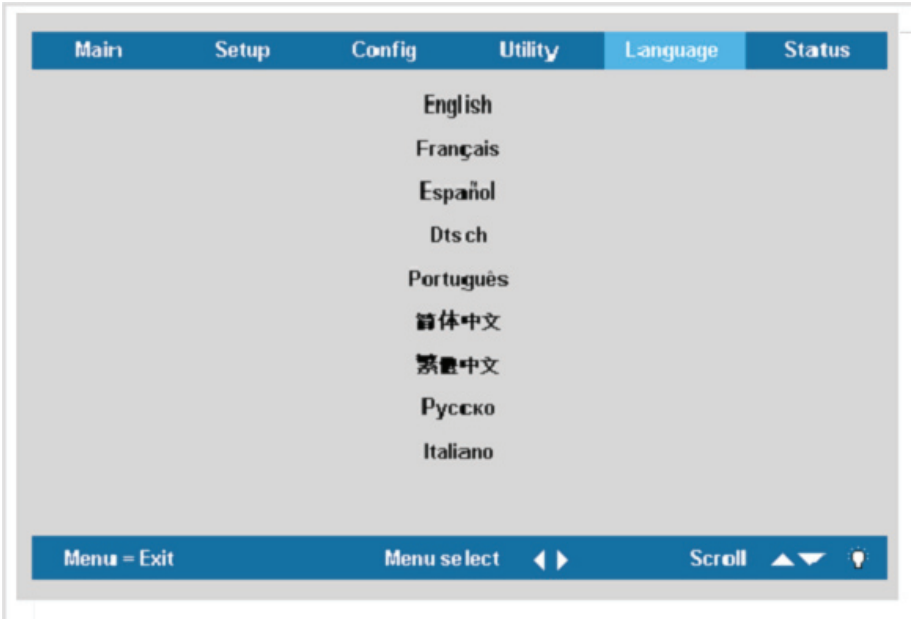 Main Setup Config Utility Language Status
English
Français
Español
Dtsch
Português
简体中文
繁體中文
Русско
Italiano
Menu = Exit Menu select Scroll